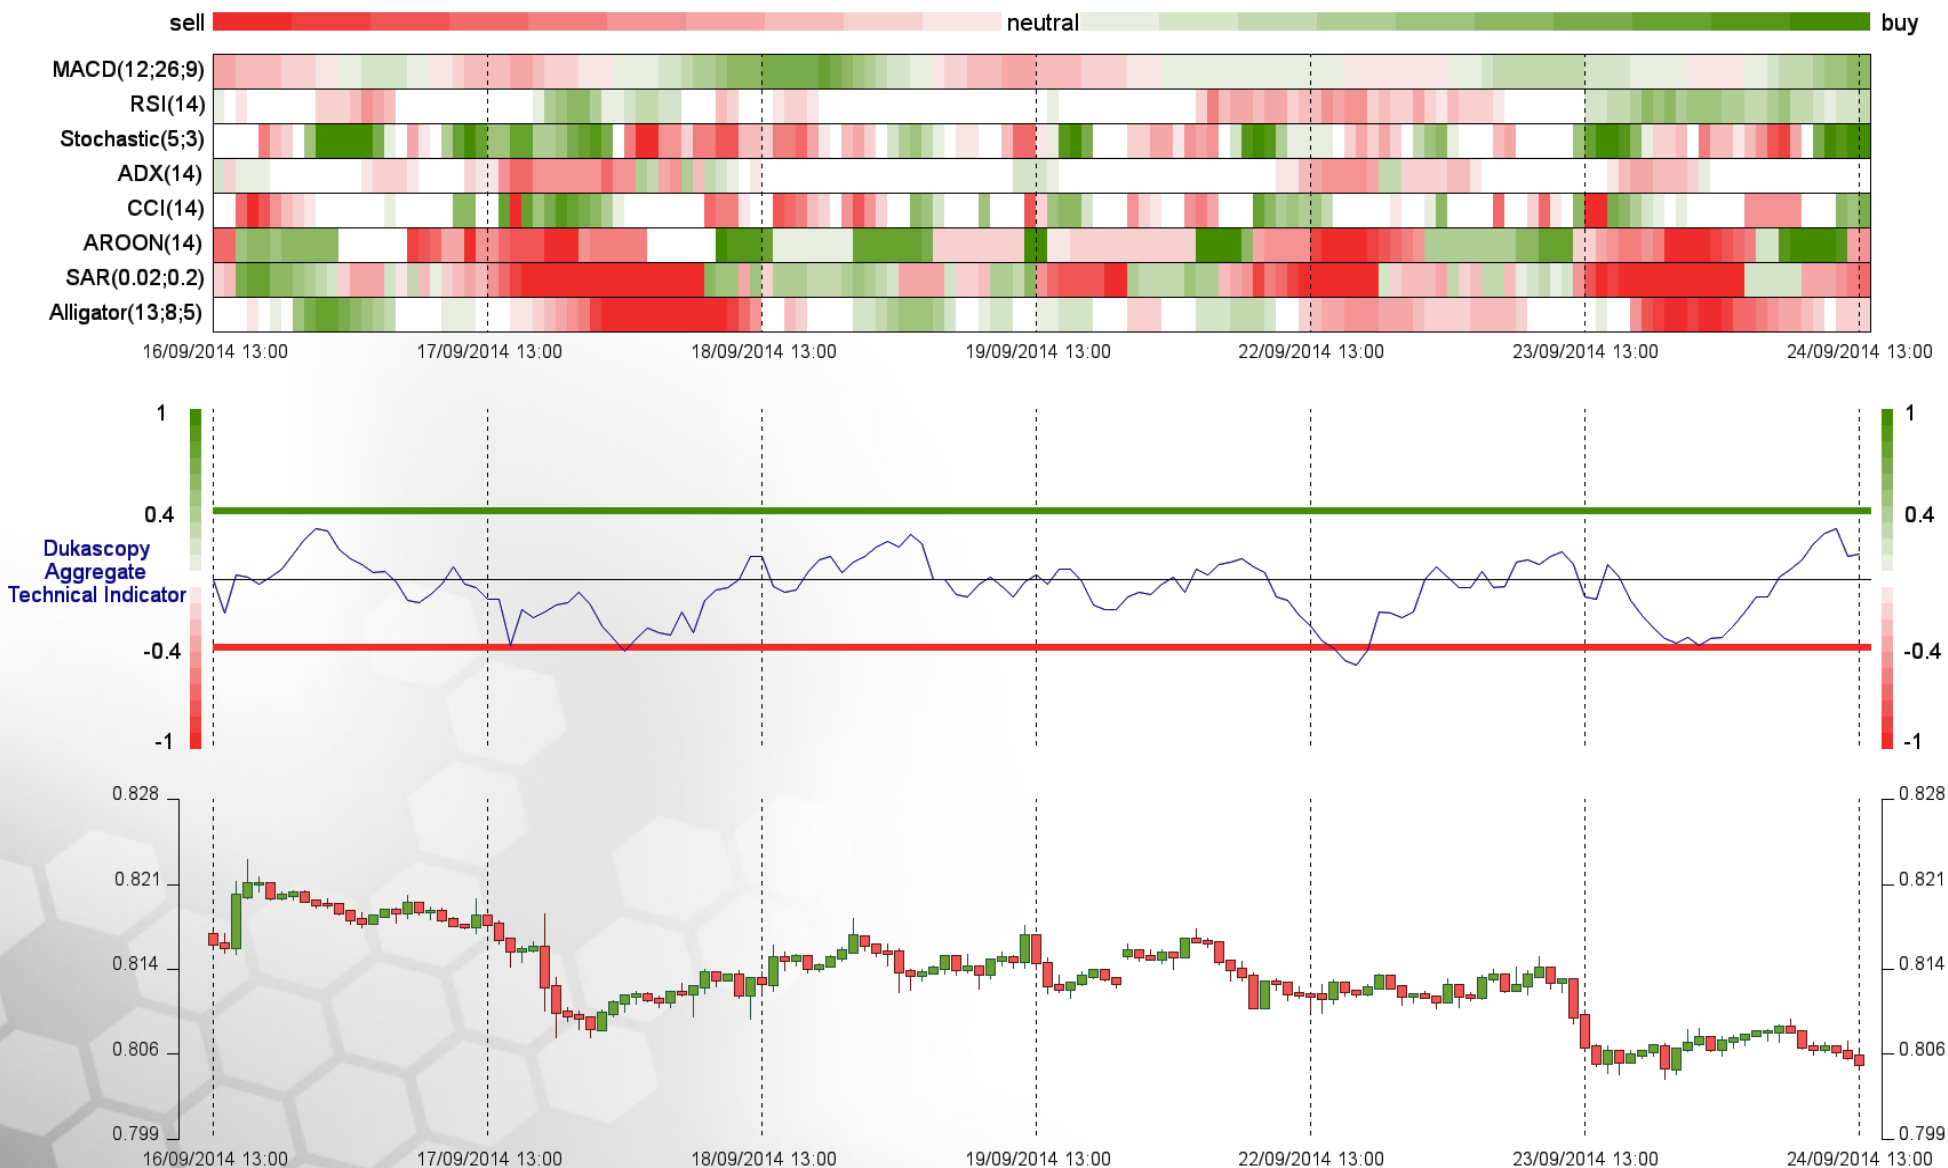 sell neutral buy
MACD(12;26;9)
RSI(14)
Stochastic(5;3)
ADX(14)
CCI(14)
AROON(14)
SAR(0.02;0.2)
Alligator(13;8;5)
16/09/2014 13:00 17/09/2014 13:00 18/09/2014 13:00 19/09/2014 13:00 22/09/2014 13:00 23/09/2014 13:00 24/09/2014 13:00
1 1
0.4 0.4
Dukascopy
Aggregate
Technical Indicator
-0.4 -0.4
-1 -1
0.828 0.828
0.821 0.821
0.814 0.814
0.806 0.806
0.799 0.799
16/09/2014 13:00 17/09/2014 13:00 18/09/2014 13:00 19/09/2014 13:00 22/09/2014 13:00 23/09/2014 13:00 24/09/2014 13:00